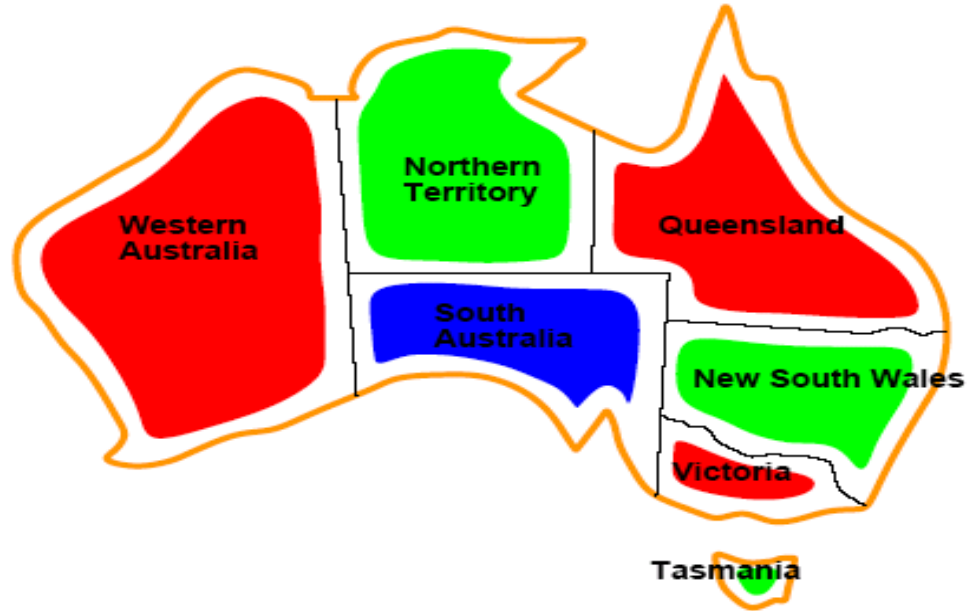 Northern
Territory
Western
Australia
Queensland
South
Australia
New South Wales
Victoria
Tasmania